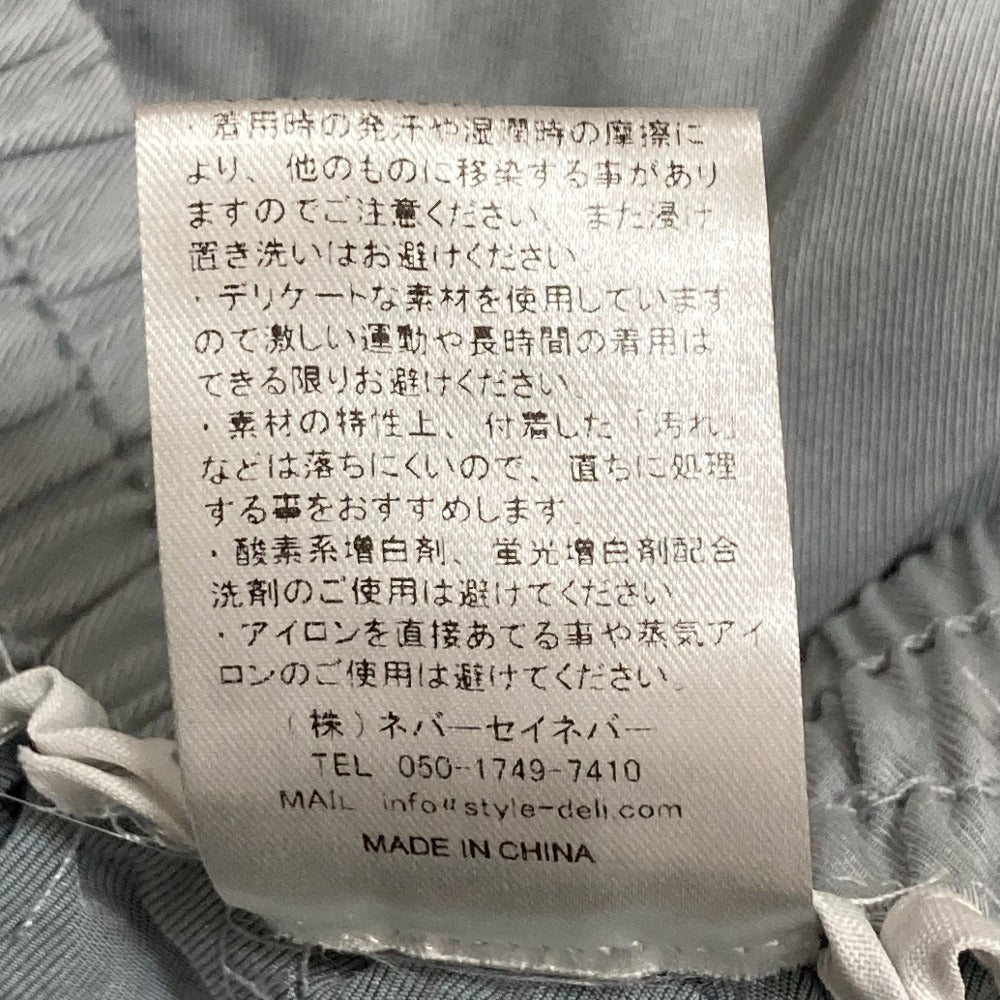 ・着用時の発汗や湿潤時の摩擦に
より、他のものに移染する事があり
ますのでご注意ください。また浸け
置き洗いはお避けください
・デリケートな素材を使用しています
ので激しい運動や長時間の着用は
できる限りお避けください。
・素材の特性上、付着した「汚れ」
などは落ちにくいので、直ちに処理
する事をおすすめします。
・酸素系増白剤、蛍光増白剤配合
洗剤のご使用は避けてください
・アイロンを直接あてる事や蒸気アイ
ロンのご使用は避けてください。
（株）ネバーセイネバー
TEL 050-1749-7410
MAIL info@style-deli.com
MADE IN CHINA